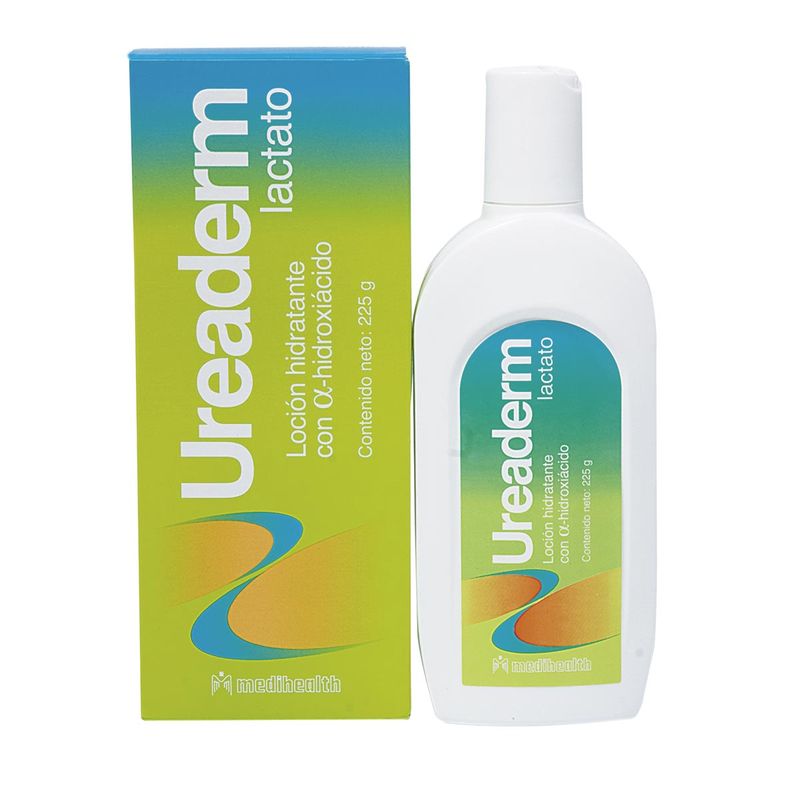 Ureaderm
lactato
Loción hidratante
con α-hidroxiácido
Contenido neto: 225 g
medihealth
Ureaderm
lactato
Loción hidratante
con α-hidroxiácido
Contenido neto: 225 g
medihealth